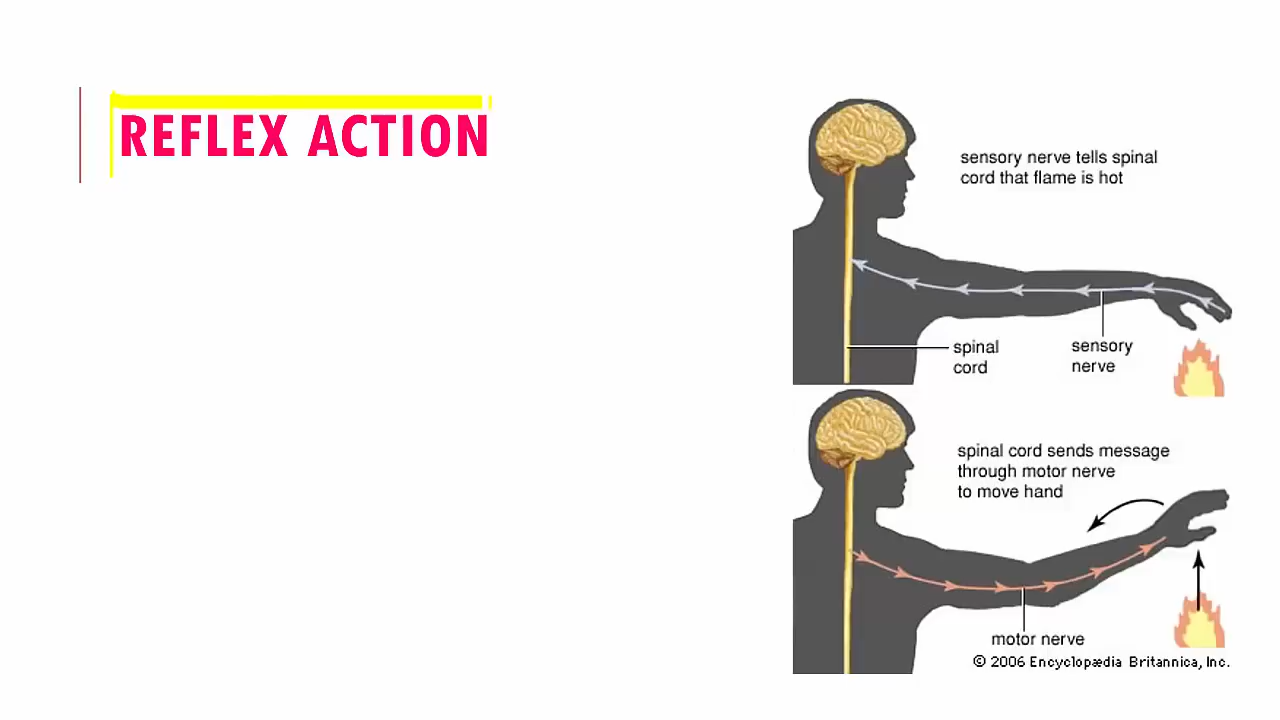 REFLEX ACTION
sensory nerve tells spinal
cord that flame is hot
spinal
cord
sensory
nerve
spinal cord sends message
through motor nerve
to move hand
motor nerve
© 2006 Encyclopædia Britannica, Inc.